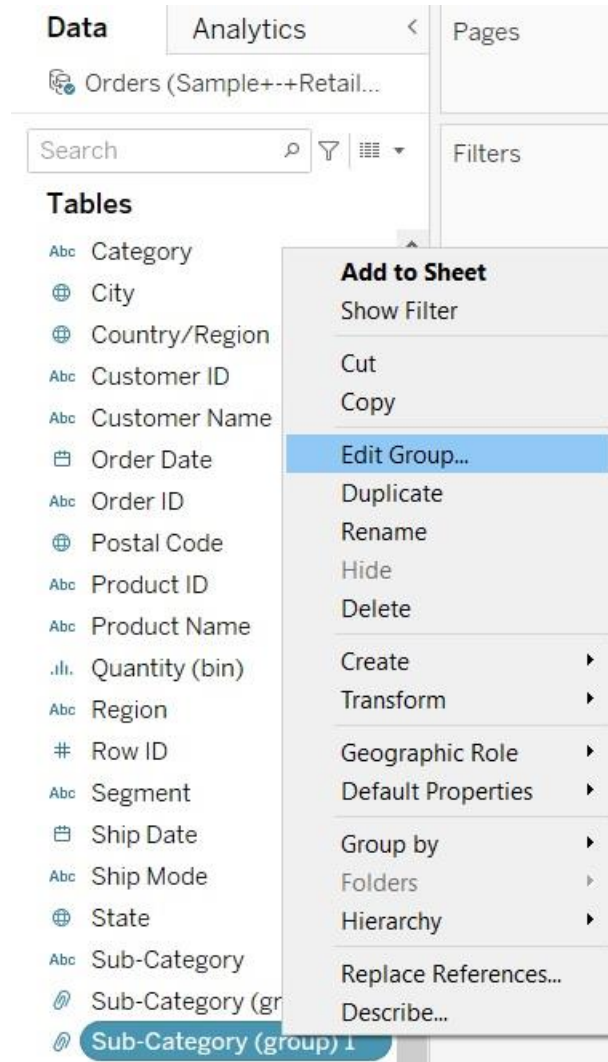 Data
Analytics
Pages
Orders (Sample+-+Retail...
Search
Filters
Tables
Abc Category
City
Country/Region
Abc Customer ID
Abc Customer Name
Order Date
Abc Order ID
Postal Code
Abc Product ID
Abc Product Name
Quantity (bin)
Abc Region
# Row ID
Abc Segment
Ship Date
Abc Ship Mode
State
Abc Sub-Category
Sub-Category (gr
Sub-Category (group) 1
Add to Sheet
Show Filter
Cut
Copy
Edit Group...
Duplicate
Rename
Hide
Delete
Create
Transform
Geographic Role
Default Properties
Group by
Folders
Hierarchy
Replace References...
Describe...